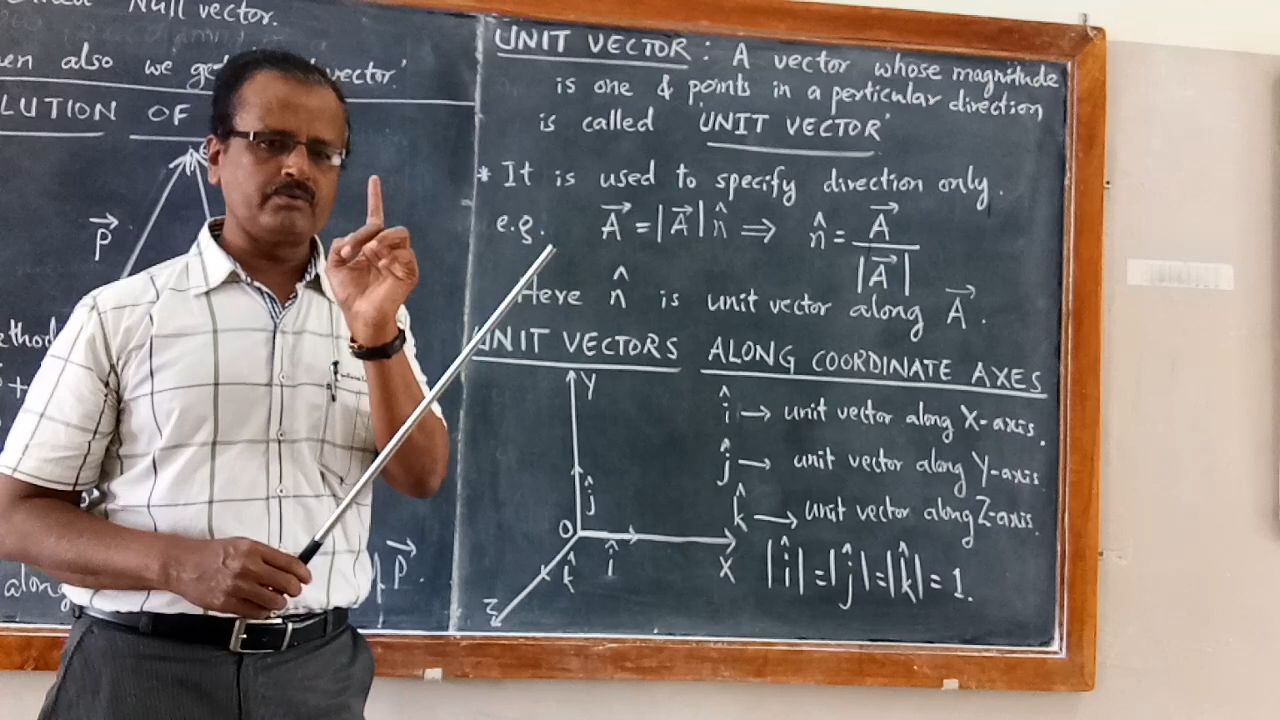 Null vector.
also we vector'
LUTION OF
P⃗
+
along P⃗.
UNIT VECTOR : A vector whose magnitude
is one & points in a perticular direction
is called 'UNIT VECTOR'
* It is used to specify direction only.
e.g. A⃗ = |A⃗| n̂ ⇒ n̂ = A⃗ / |A⃗|
Here n̂ is unit vector along A⃗.
UNIT VECTORS ALONG COORDINATE AXES
Y
î → unit vector along X-axis.
ĵ → unit vector along Y-axis.
ĵ
k̂ → unit vector along Z-axis.
O
X
k̂ î
|î| = |ĵ| = |k̂| = 1.
Z